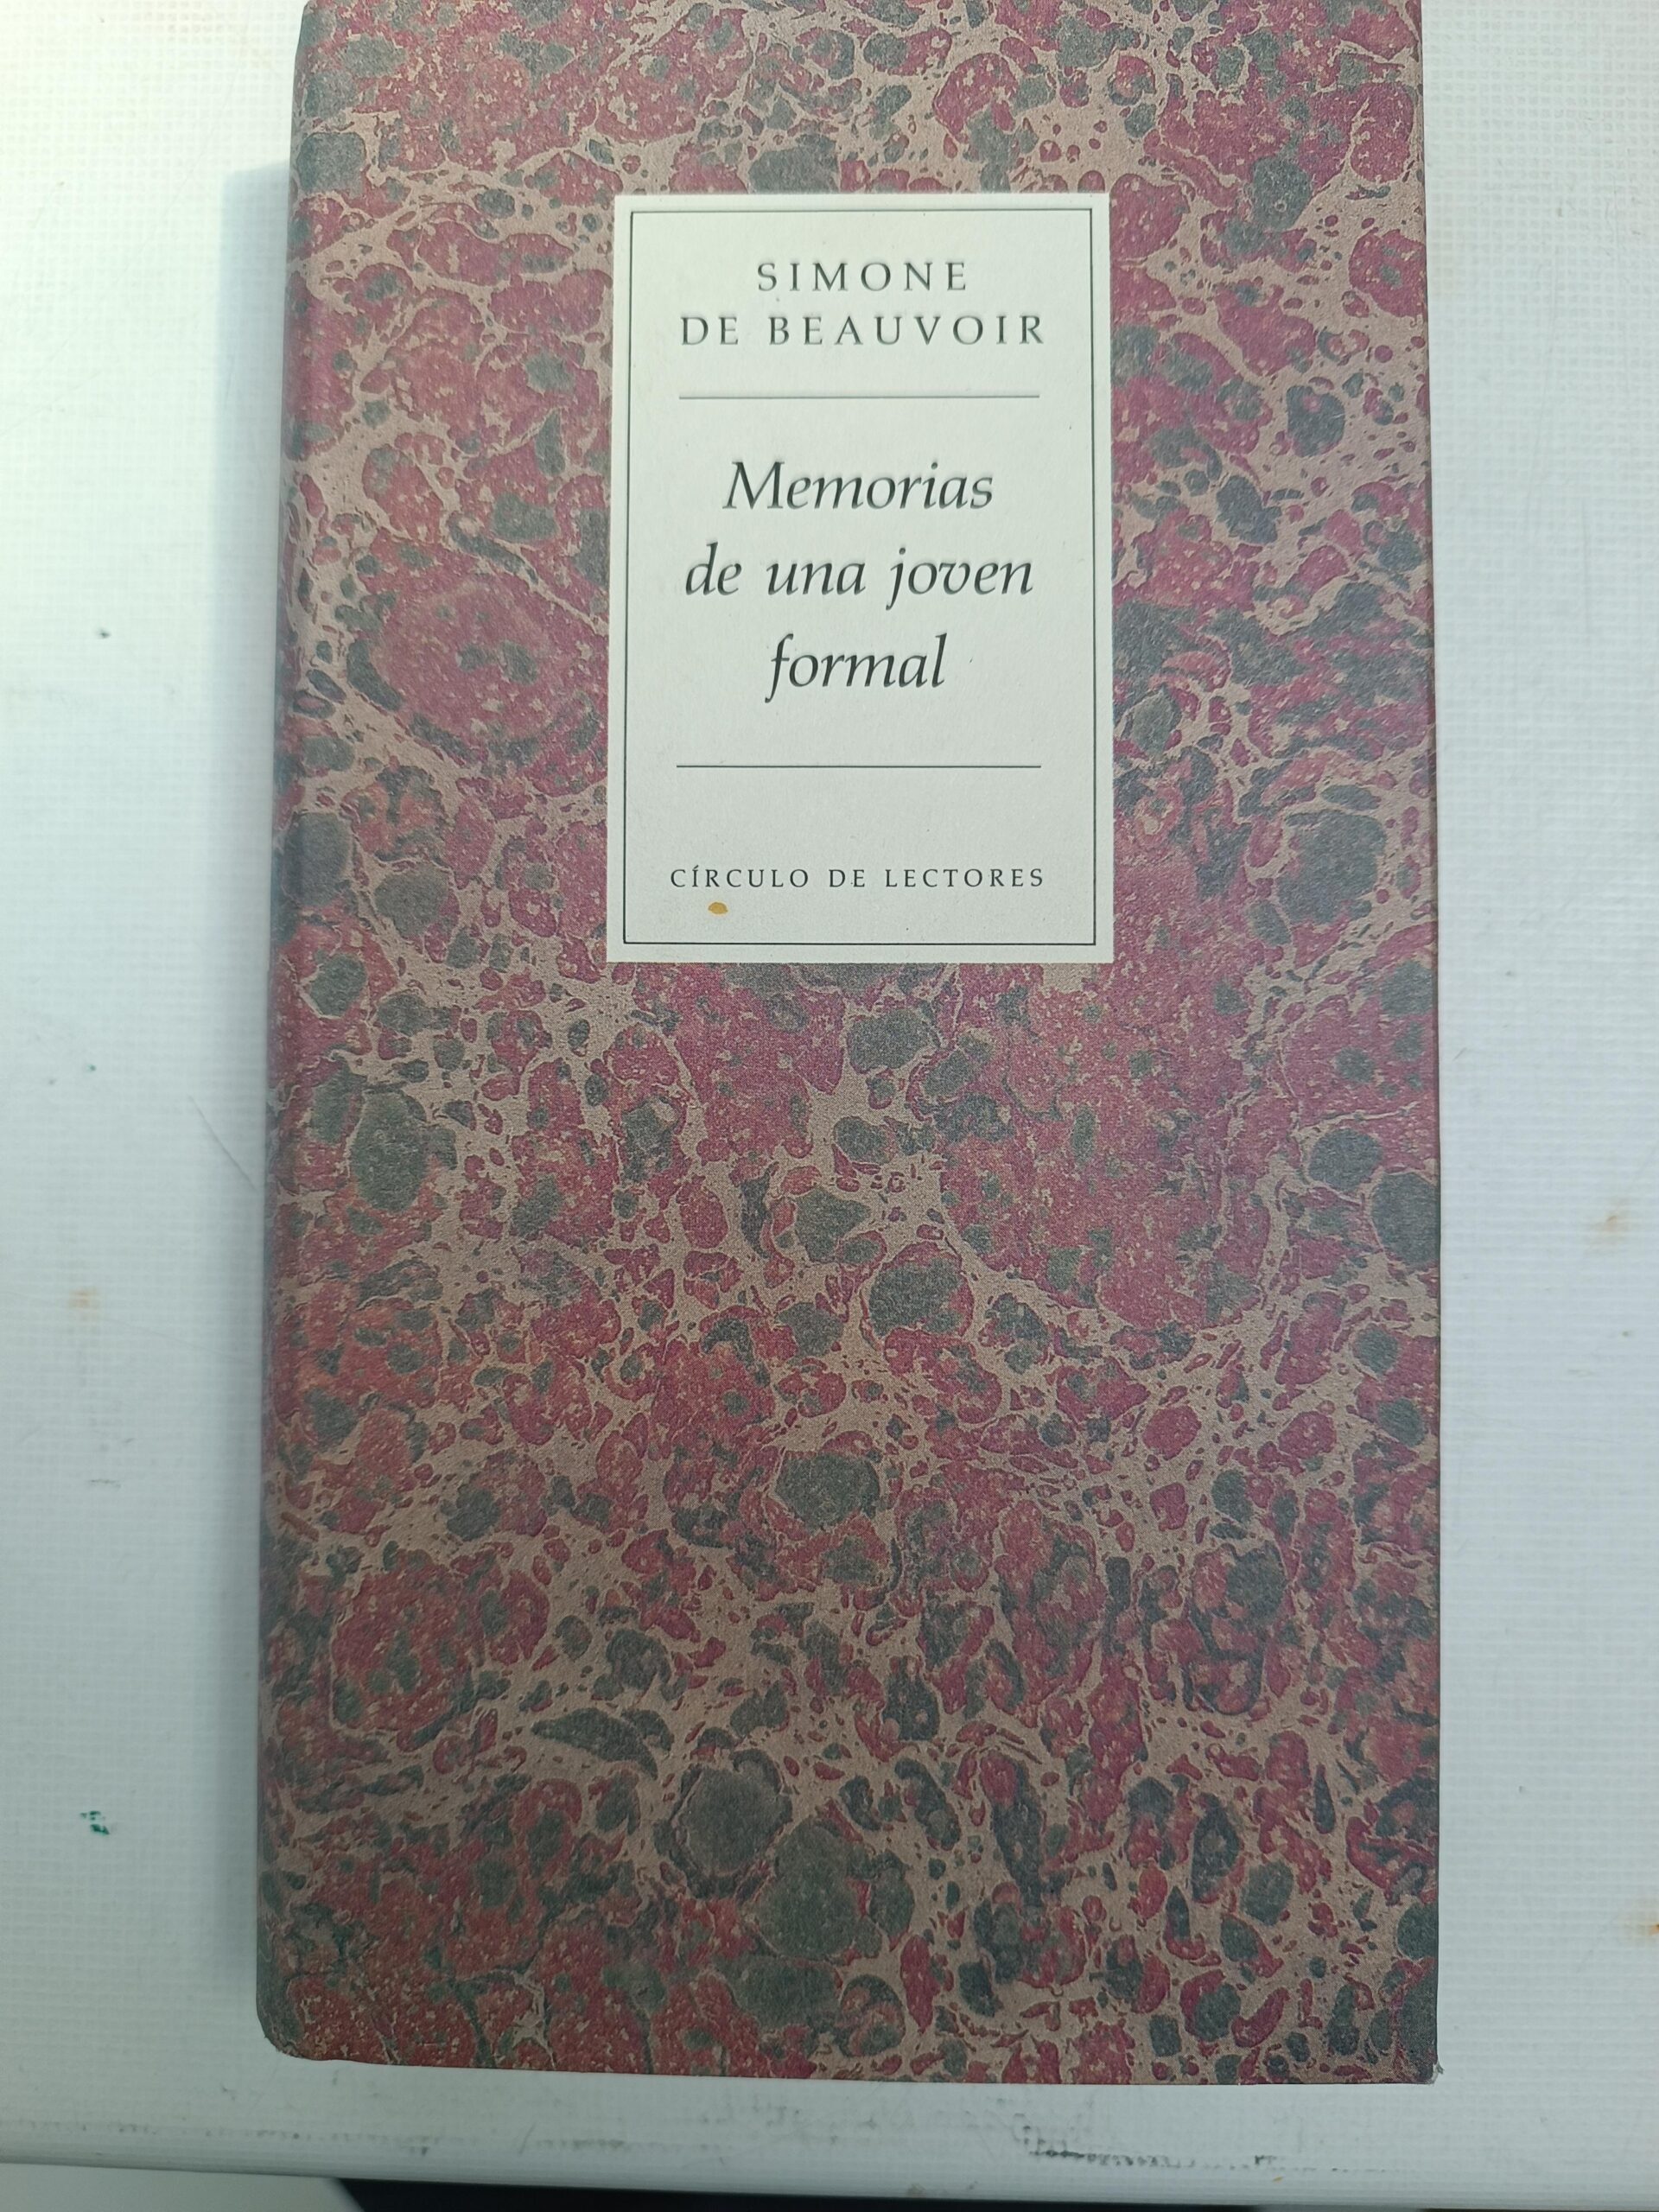 SIMONE
DE BEAUVOIR
Memorias
de una joven
formal
CÍRCULO DE LECTORES